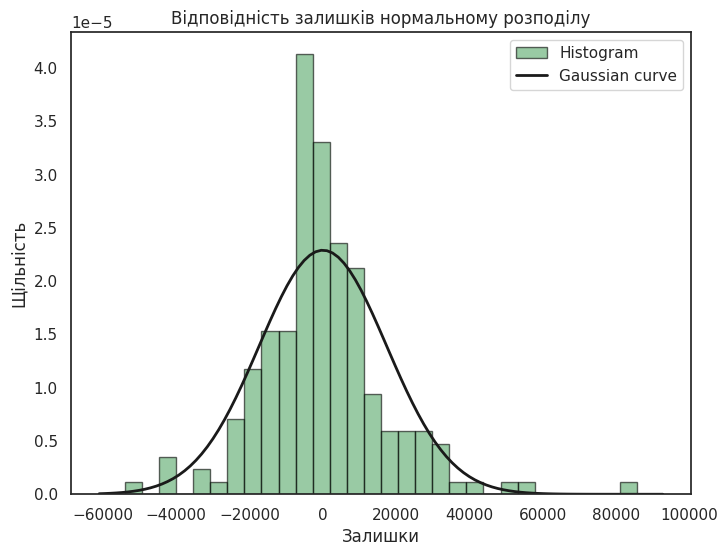 Відповідність залишків нормальному розподілу
1e−5
Histogram
Gaussian curve
4.0
3.5
3.0
2.5
2.0
1.5
1.0
0.5
0.0
Щільність
−60000 −40000 −20000 0 20000 40000 60000 80000 100000
Залишки